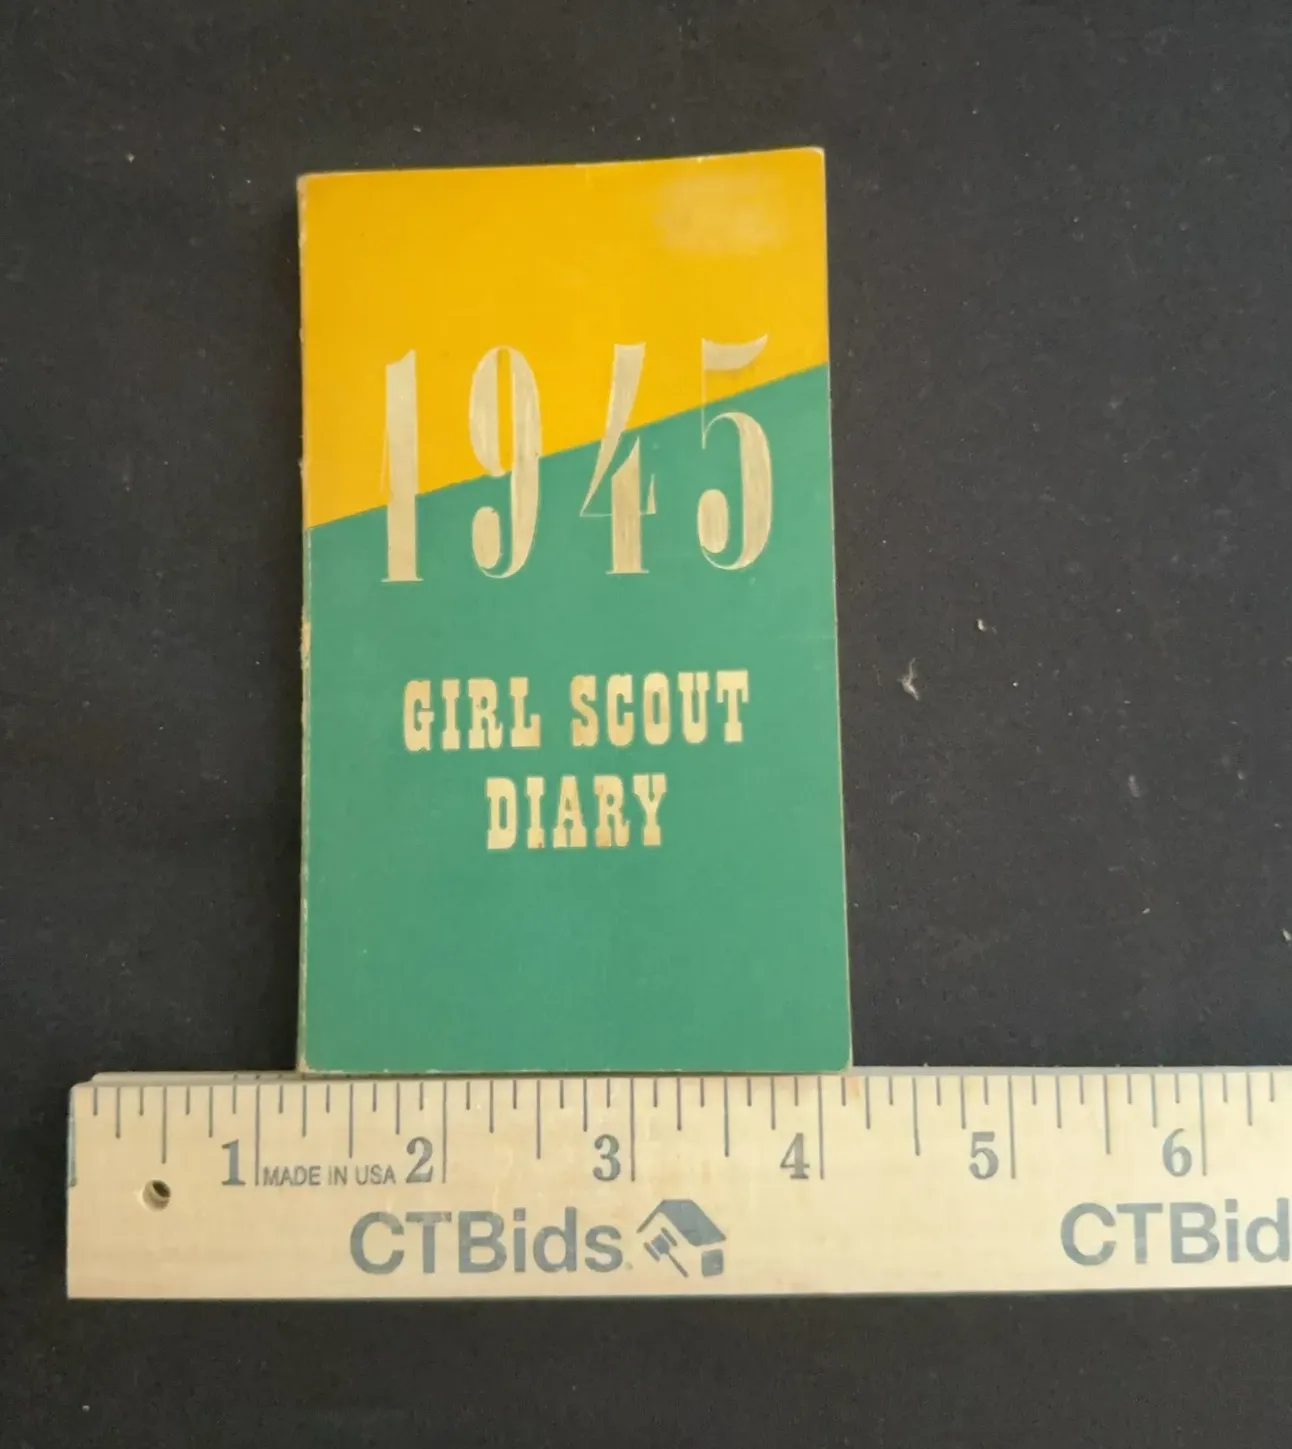 1945
GIRL SCOUT
DIARY
1 MADE IN USA 2 3 4 5 6
CTBids. CTBid